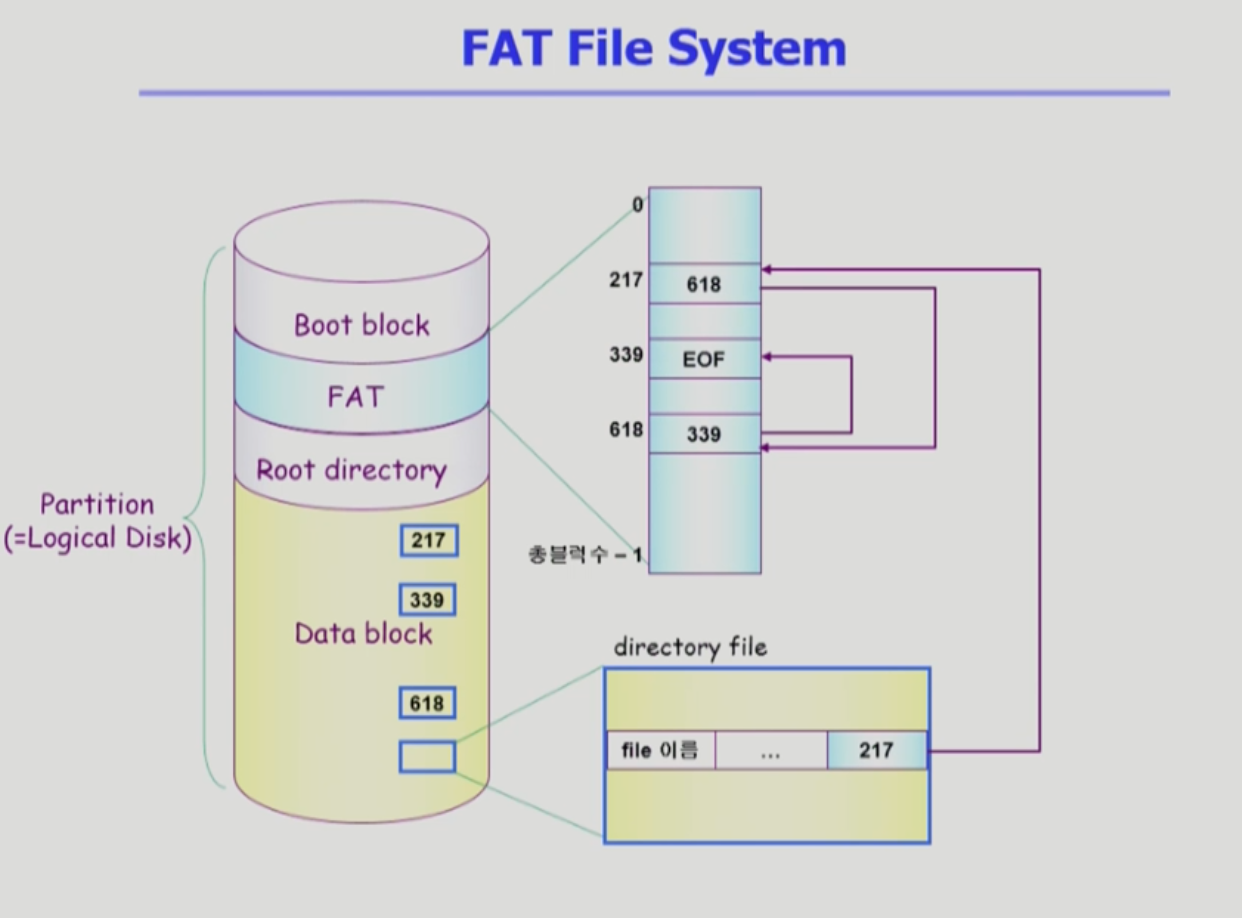 FAT File System
Boot block
FAT
Root directory
Partition
(=Logical Disk)
217
339
Data block
618
0
217
618
339
EOF
618
339
총블럭수 – 1
directory file
file 이름
...
217